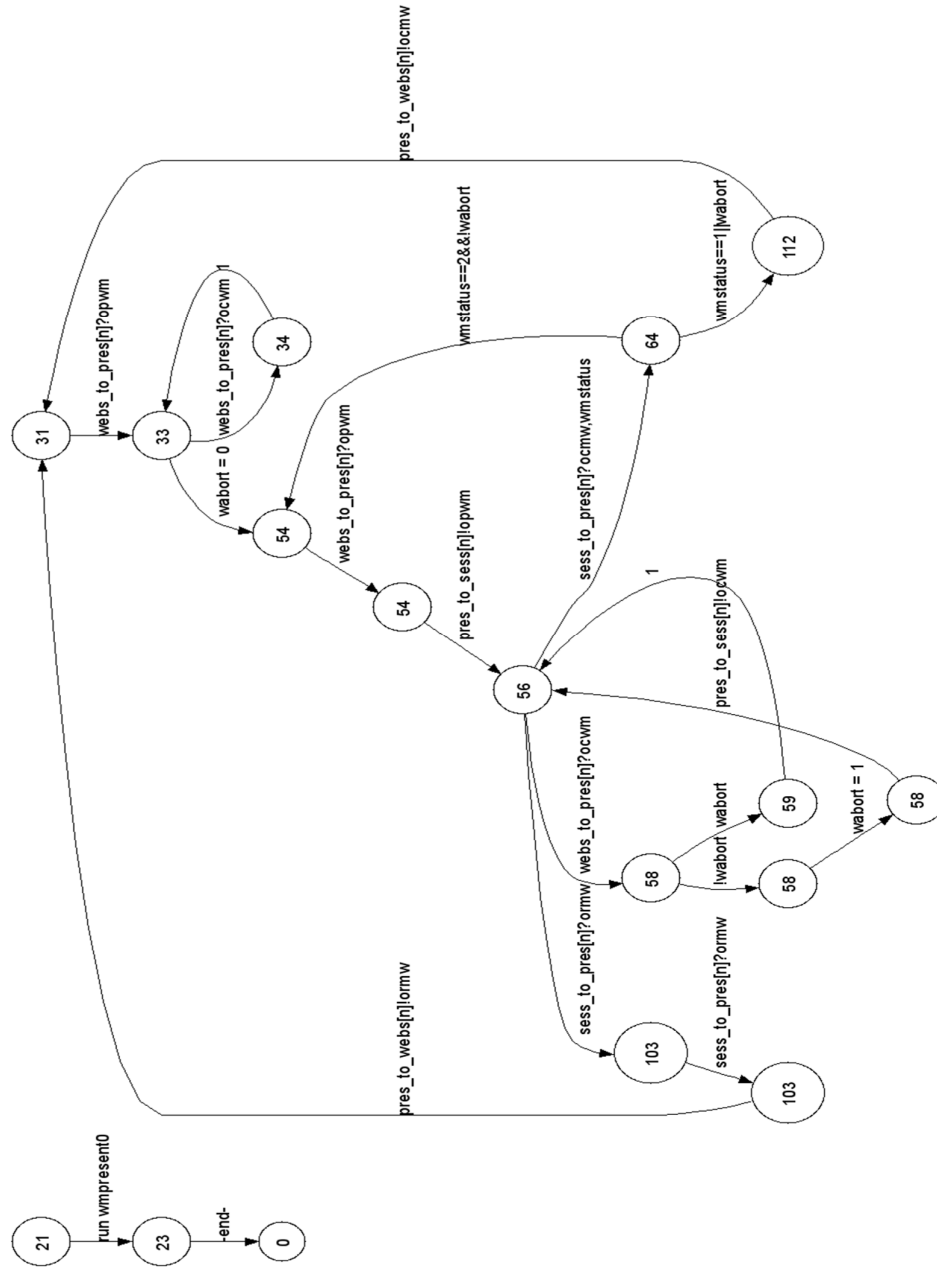 21
run wmpresent0
23
-end-
0
31
webs_to_pres[n]?opwm
33
webs_to_pres[n]?ocwm
34
1
wabort = 0
54
webs_to_pres[n]?opwm
54
pres_to_sess[n]!opwm
56
sess_to_pres[n]?ocmw,wmstatus
64
wmstatus==2&&!wabort
wmstatus==1||wabort
112
pres_to_webs[n]!ocmw
webs_to_pres[n]?ocwm
58
!wabort
wabort
58
59
wabort = 1
58
pres_to_sess[n]!ocwm
1
sess_to_pres[n]?ormw
103
sess_to_pres[n]?ormw
103
pres_to_webs[n]!ormw